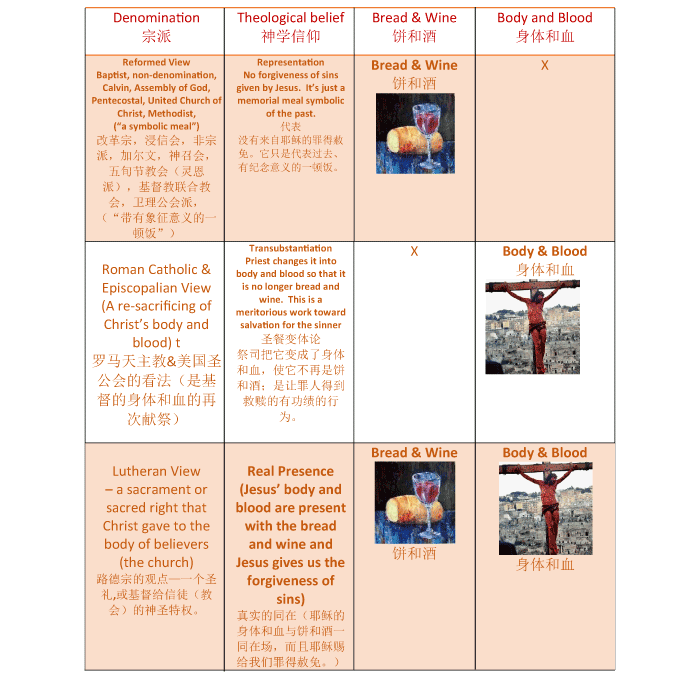 Denomination
宗派
Theological belief
神学信仰
Bread & Wine
饼和酒
Body and Blood
身体和血
Reformed View
Baptist, non-denomination,
Calvin, Assembly of God,
Pentecostal, United Church of
Christ, Methodist,
(“a symbolic meal”)
改革宗，浸信会，非宗
派，加尔文，神召会，
五旬节教会（灵恩
派），基督教联合教
会，卫理公会派，
（“带有象征意义的一
顿饭”）
Representation
No forgiveness of sins
given by Jesus.  It’s just a
memorial meal symbolic
of the past.
代表
没有来自耶稣的罪得赦
免。它只是代表过去、
有纪念意义的一顿饭。
Bread & Wine
饼和酒
X
Roman Catholic &
Episcopalian View
(A re-sacrificing of
Christ’s body and
blood) t
罗马天主教&美国圣
公会的看法（是基
督的身体和血的再
次献祭）
Transubstantiation
Priest changes it into
body and blood so that it
is no longer bread and
wine.  This is a
meritorious work toward
salvation for the sinner
圣餐变体论
祭司把它变成了身体
和血，使它不再是饼
和酒；是让罪人得到
救赎的有功绩的行
为。
X
Body & Blood
身体和血
Lutheran View
– a sacrament or
sacred right that
Christ gave to the
body of believers
(the church)
路德宗的观点—一个圣
礼,或基督给信徒（教
会）的神圣特权。
Real Presence
(Jesus’ body and
blood are present
with the bread
and wine and
Jesus gives us the
forgiveness of
sins)
真实的同在（耶稣的
身体和血与饼和酒一
同在场，而且耶稣赐
给我们罪得赦免。）
Bread & Wine
饼和酒
Body & Blood
身体和血